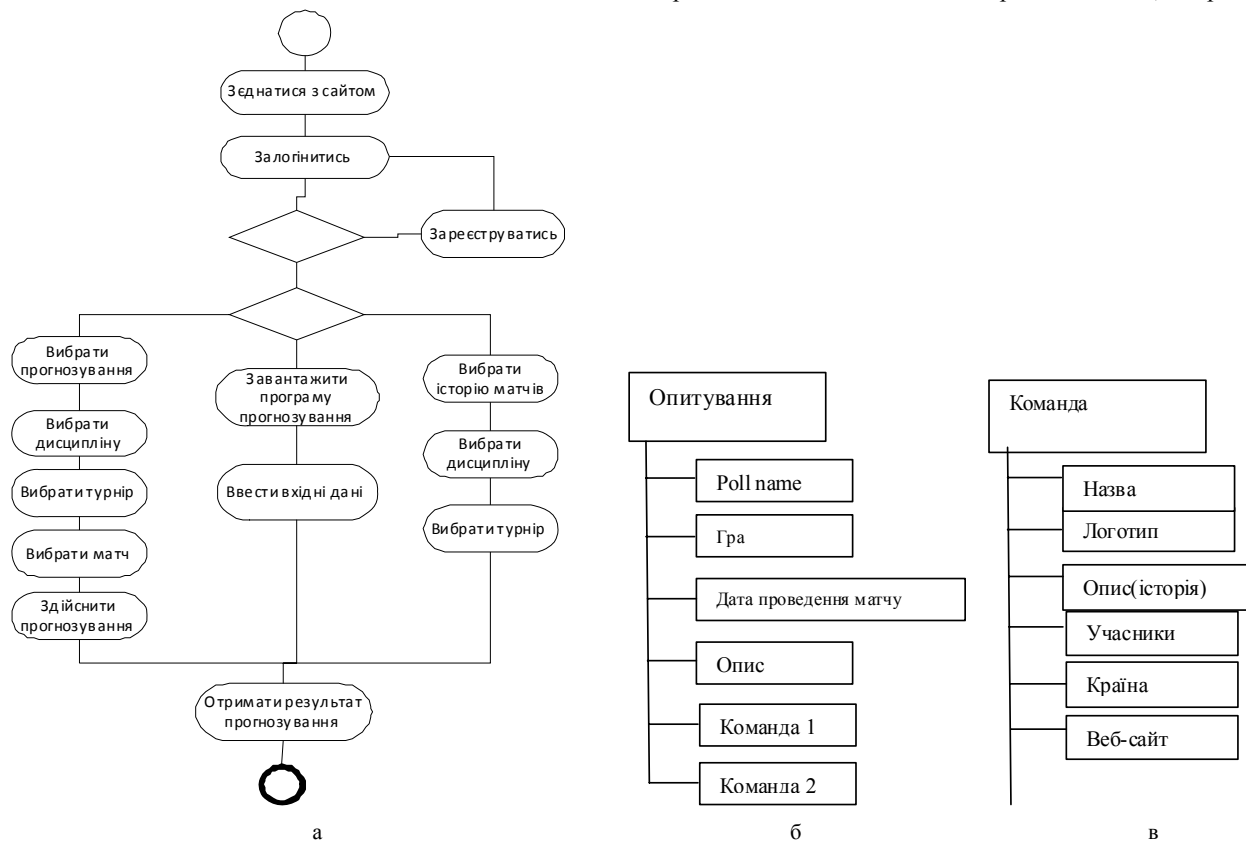 Зєднатися з сайтом
Залогінитись
Зареєструватись
Вибрати
прогнозування
Вибрати
дисципліну
Вибрати турнір
Вибрати матч
Здійснити
прогнозування
Завантажити
програму
прогнозування
Ввести вхідні дані
Вибрати
історію матчів
Вибрати
дисципліну
Вибрати турнір
Отримати результат
прогнозування
а
Опитування
Poll name
Гра
Дата проведення матчу
Опис
Команда 1
Команда 2
б
Команда
Назва
Логотип
Опис(історія)
Учасники
Країна
Веб-сайт
в